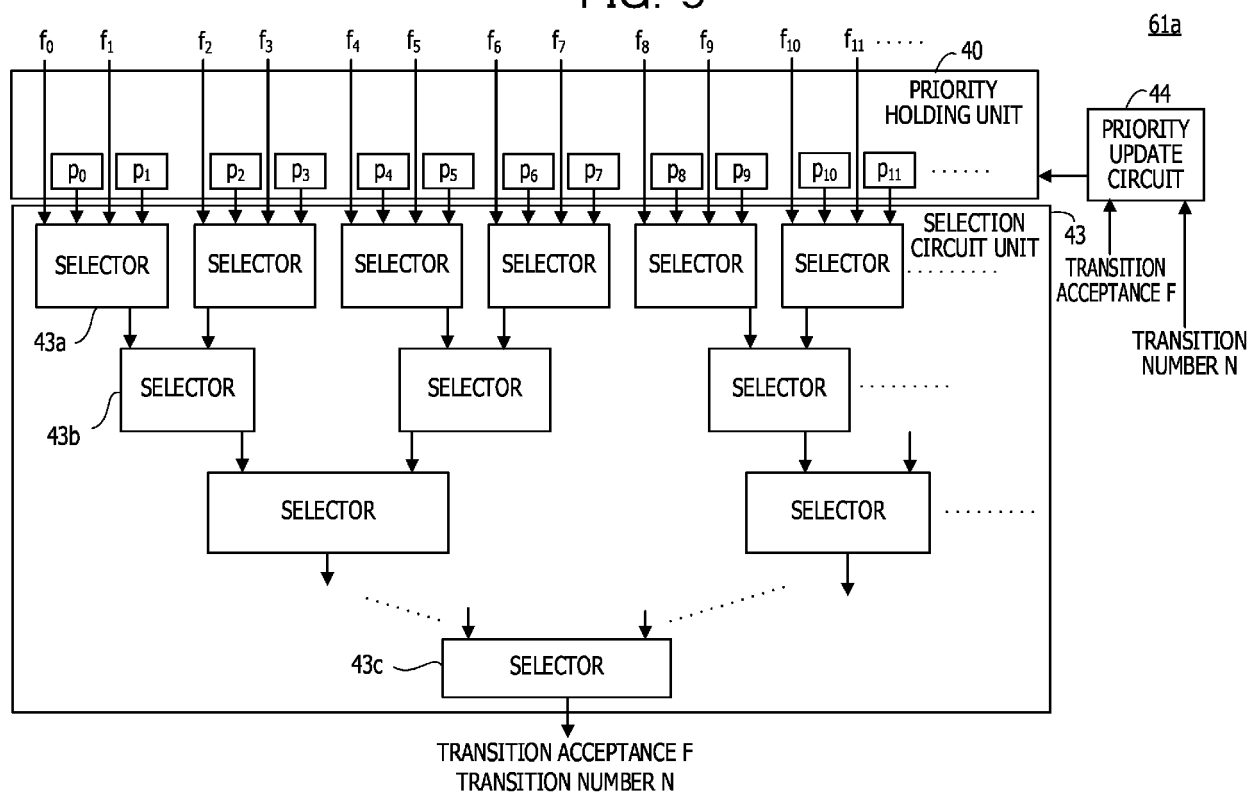 61a
f₀ f₁ f₂ f₃ f₄ f₅ f₆ f₇ f₈ f₉ f₁₀ f₁₁ ·····
40
PRIORITY
HOLDING UNIT
44
PRIORITY
UPDATE
CIRCUIT
p₀ p₁ p₂ p₃ p₄ p₅ p₆ p₇ p₈ p₉ p₁₀ p₁₁ ······
SELECTION
CIRCUIT UNIT
43
SELECTOR SELECTOR SELECTOR SELECTOR SELECTOR SELECTOR ·········
TRANSITION
ACCEPTANCE F
TRANSITION
NUMBER N
43a
SELECTOR SELECTOR SELECTOR ·········
43b
SELECTOR SELECTOR ·········
43c
SELECTOR
TRANSITION ACCEPTANCE F
TRANSITION NUMBER N